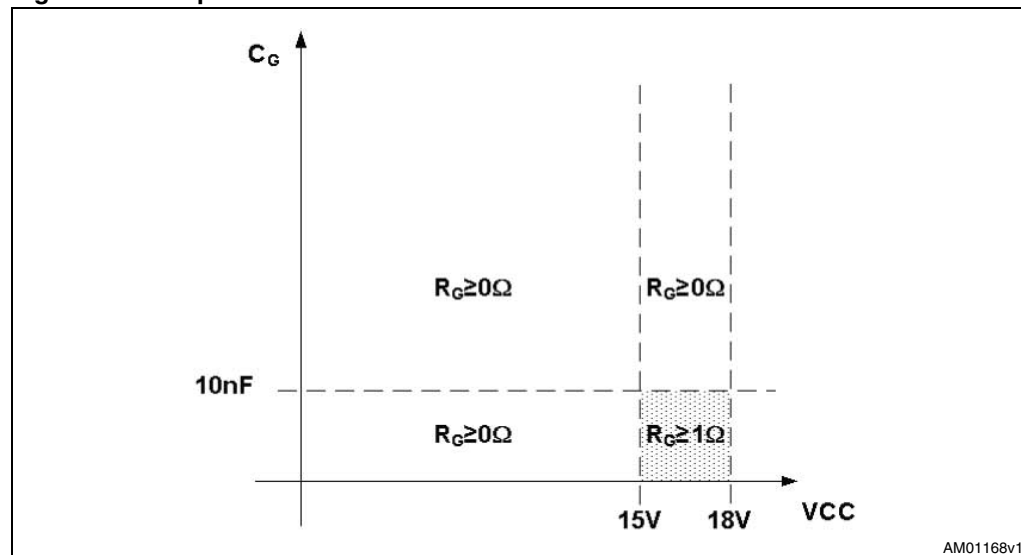 C_G
R_G≥0Ω R_G≥0Ω
10nF
R_G≥0Ω R_G≥1Ω
15V 18V VCC
AM01168v1